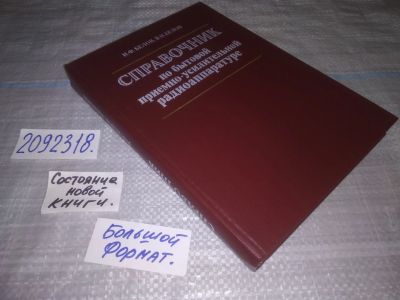 СПРАВОЧНИК
по бытовой
приемно-усилительной
радиоаппаратуре
2092318.
Состояние
новой
книги.
Большой
Формат.